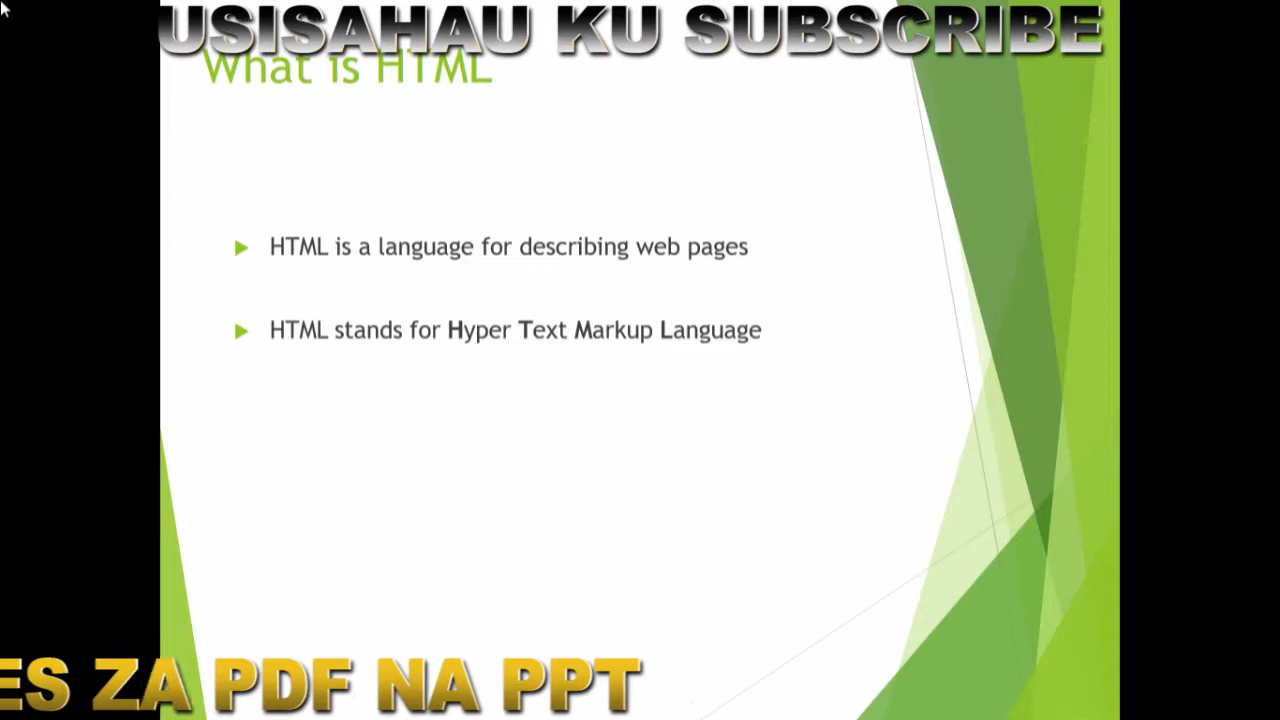 USISAHAU KU SUBSCRIBE
What is HTML
HTML is a language for describing web pages
HTML stands for Hyper Text Markup Language
ES ZA PDF NA PPT